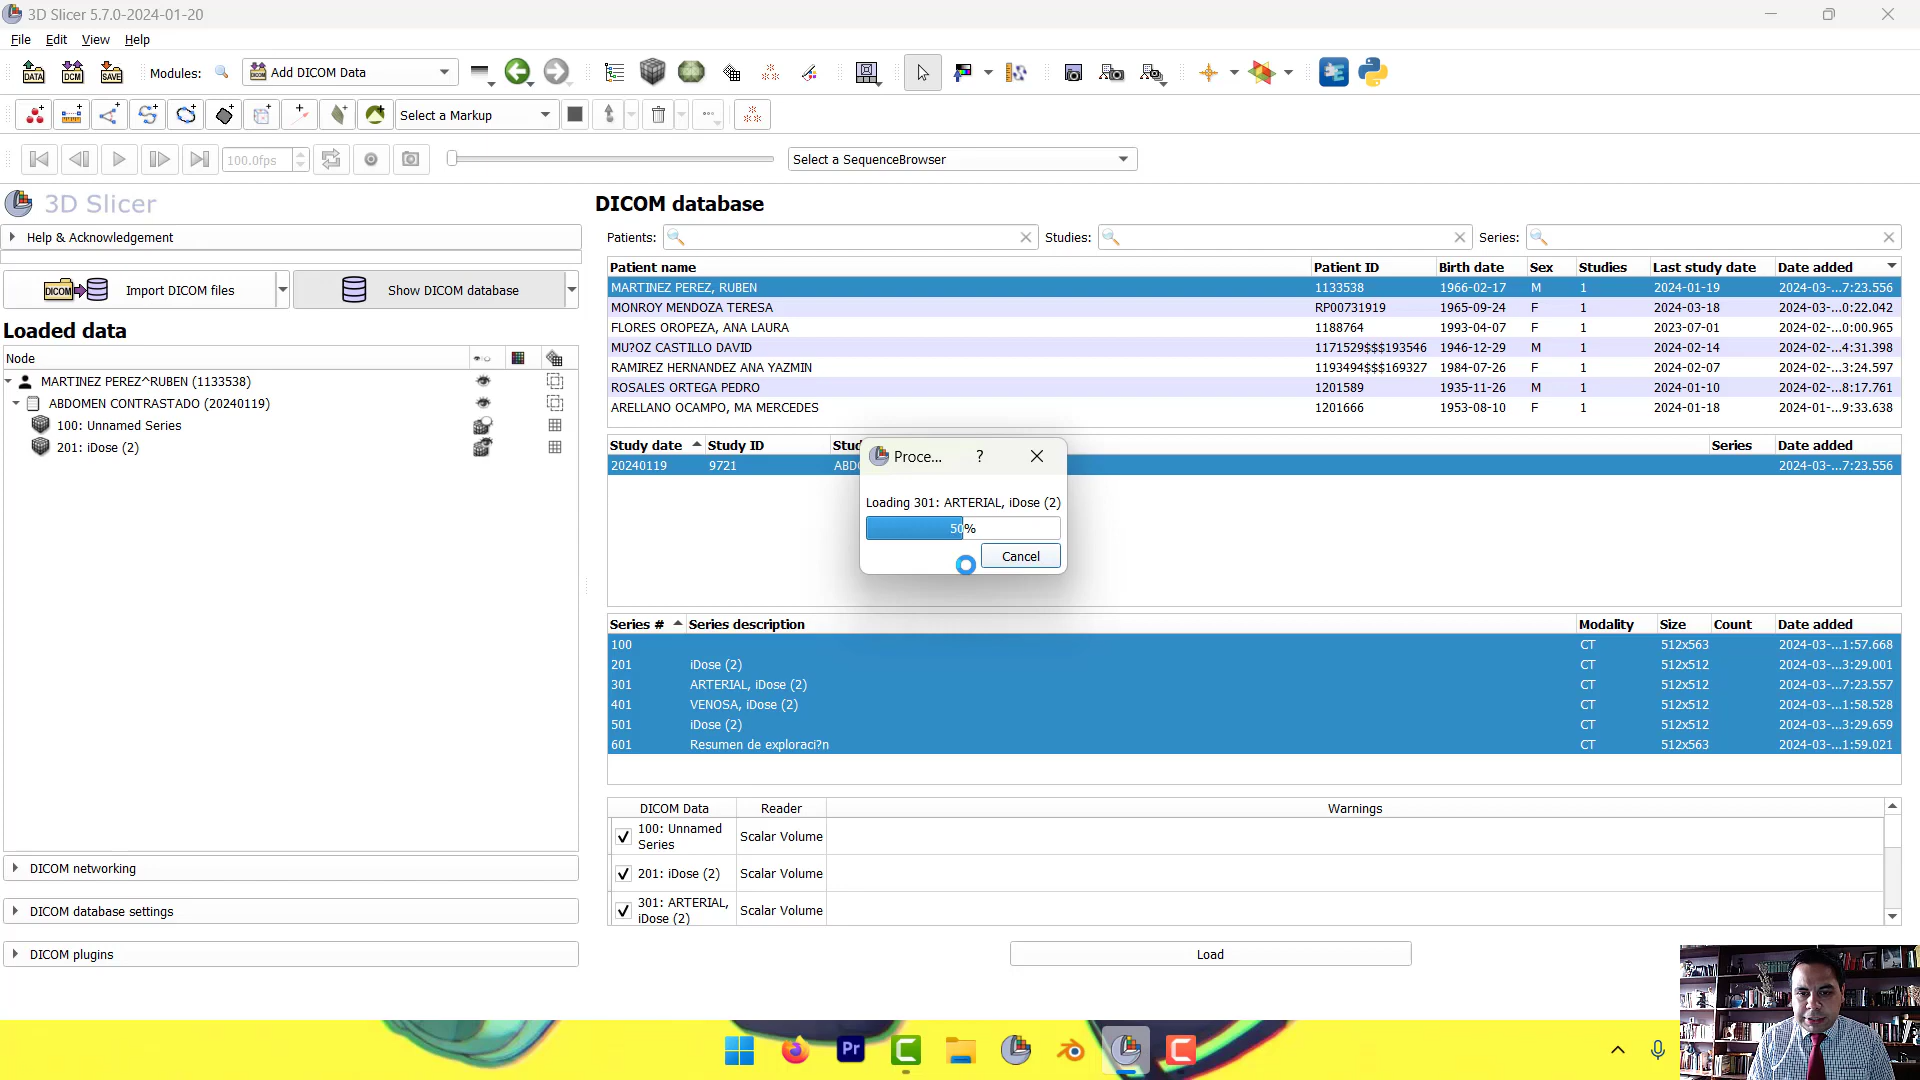 3D Slicer 5.7.0-2024-01-20
File Edit View Help
DATA DCM SAVE Modules: Add DICOM Data
Select a Markup
100.0fps Select a SequenceBrowser
3D Slicer
Help & Acknowledgement
DICOM Import DICOM files Show DICOM database
Loaded data
Node
MARTINEZ PEREZ^RUBEN (1133538)
ABDOMEN CONTRASTADO (20240119)
100: Unnamed Series
201: iDose (2)
DICOM networking
DICOM database settings
DICOM plugins
DICOM database
Patients: Studies: Series:
Patient name Patient ID Birth date Sex Studies Last study date Date added
MARTINEZ PEREZ, RUBEN 1133538 1966-02-17 M 1 2024-01-19 2024-03-...7:23.556
MONROY MENDOZA TERESA RP00731919 1965-09-24 F 1 2024-03-18 2024-03-...0:22.042
FLORES OROPEZA, ANA LAURA 1188764 1993-04-07 F 1 2023-07-01 2024-02-...0:00.965
MU?OZ CASTILLO DAVID 1171529$$$193546 1946-12-29 M 1 2024-02-14 2024-02-...4:31.398
RAMIREZ HERNANDEZ ANA YAZMIN 1193494$$$169327 1984-07-26 F 1 2024-02-07 2024-02-...3:24.597
ROSALES ORTEGA PEDRO 1201589 1935-11-26 M 1 2024-01-10 2024-01-...8:17.761
ARELLANO OCAMPO, MA MERCEDES 1201666 1953-08-10 F 1 2024-01-18 2024-01-...9:33.638
Study date Study ID Stud Series Date added
20240119 9721 ABDO 2024-03-...7:23.556
Proce... ?
Loading 301: ARTERIAL, iDose (2)
50%
Cancel
Series # Series description Modality Size Count Date added
100 CT 512x563 2024-03-...1:57.668
201 iDose (2) CT 512x512 2024-03-...3:29.001
301 ARTERIAL, iDose (2) CT 512x512 2024-03-...7:23.557
401 VENOSA, iDose (2) CT 512x512 2024-03-...1:58.528
501 iDose (2) CT 512x512 2024-03-...3:29.659
601 Resumen de exploraci?n CT 512x563 2024-03-...1:59.021
DICOM Data Reader Warnings
100: Unnamed
Series Scalar Volume
201: iDose (2) Scalar Volume
301: ARTERIAL,
iDose (2) Scalar Volume
Load
Pr